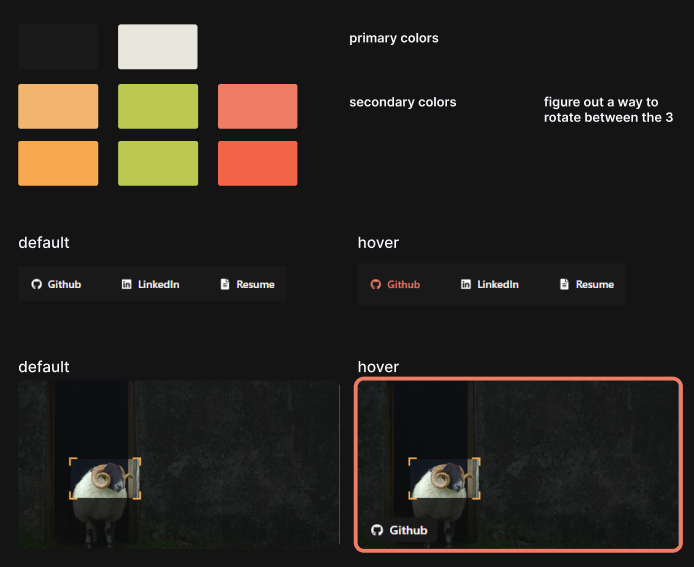 primary colors
secondary colors
figure out a way to
rotate between the 3
default
hover
Github
LinkedIn
Resume
Github
LinkedIn
Resume
default
hover
Github